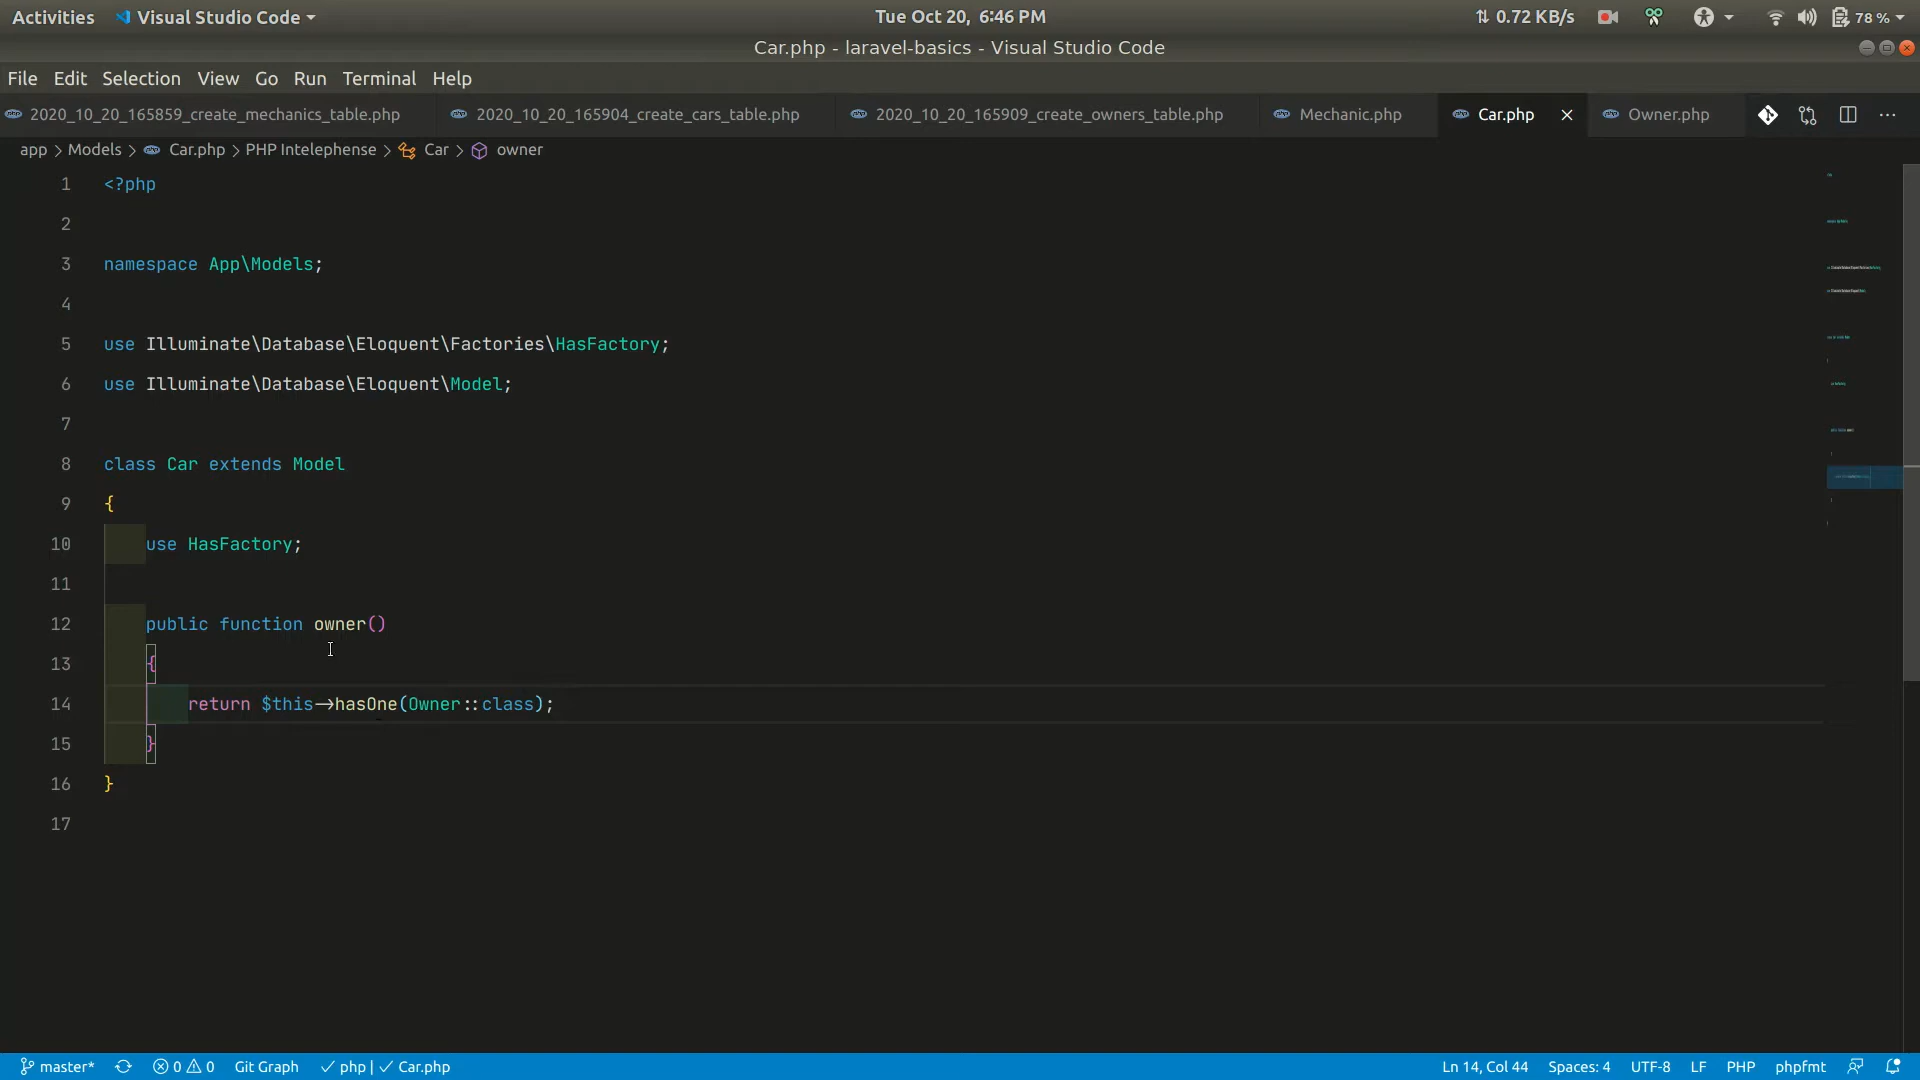 Activities Visual Studio Code Tue Oct 20, 6:46 PM 0.72 KB/s 78 %
Car.php - laravel-basics - Visual Studio Code
File Edit Selection View Go Run Terminal Help
2020_10_20_165859_create_mechanics_table.php 2020_10_20_165904_create_cars_table.php 2020_10_20_165909_create_owners_table.php Mechanic.php Car.php Owner.php
app > Models > Car.php > PHP Intelephense > Car > owner
1 <?php
2
3 namespace App\Models;
4
5 use Illuminate\Database\Eloquent\Factories\HasFactory;
6 use Illuminate\Database\Eloquent\Model;
7
8 class Car extends Model
9 {
10 use HasFactory;
11
12 public function owner()
13 {
14 return $this->hasOne(Owner::class);
15 }
16 }
17
master* 0 0 Git Graph ✓ php | ✓ Car.php Ln 14, Col 44 Spaces: 4 UTF-8 LF PHP phpfmt